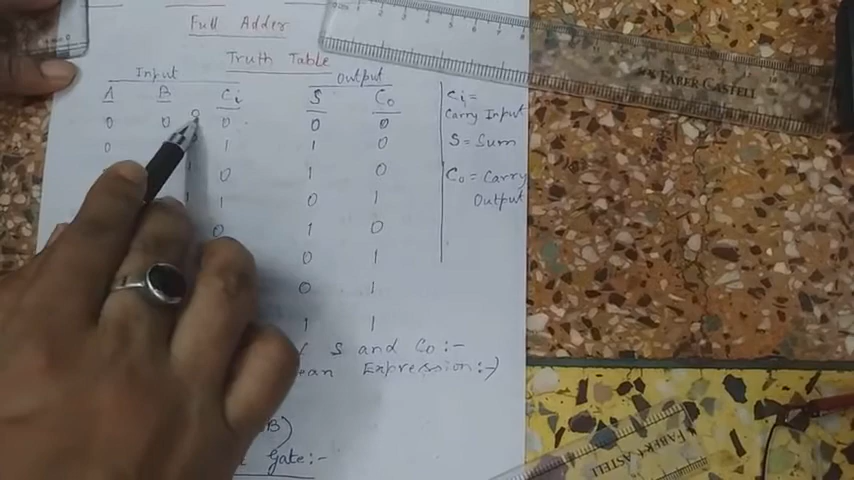 Full Adder
Truth Table
Input Output
A B Ci S Co
0 0 0 0 0
0 1 1 0
0 1 0
1 0 1
0 1 0
0 1
0 1
1 1
Ci =
Carry Input
S = Sum
Co = Carry
Output
S and Co :-
Expression :-)
B)
Gate :-
FABER CASTELL
FABER CASTELL